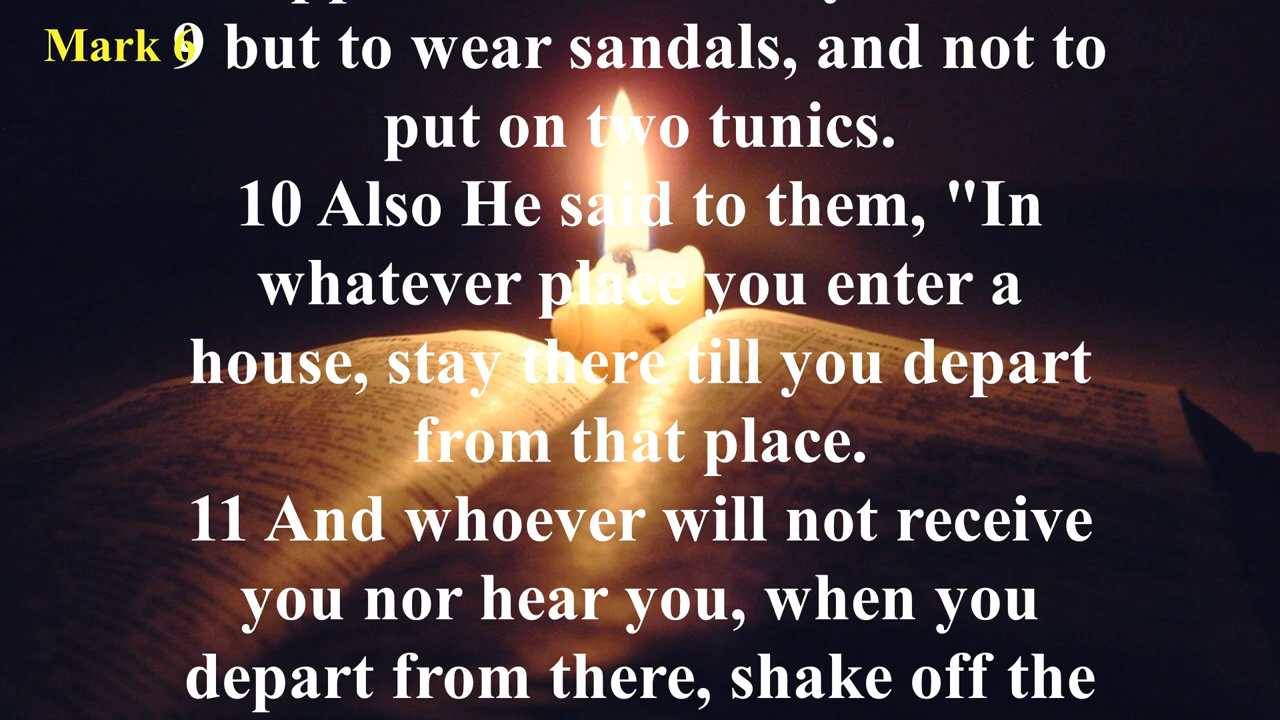 Mark 6
9 but to wear sandals, and not to
put on two tunics.
10 Also He said to them, "In
whatever place you enter a
house, stay there till you depart
from that place.
11 And whoever will not receive
you nor hear you, when you
depart from there, shake off the